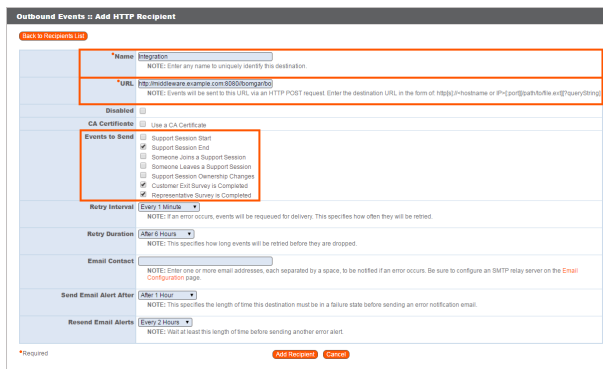 Outbound Events :: Add HTTP Recipient
Back to Recipients List
*Name Integration
NOTE: Enter any name to uniquely identify this destination.
*URL http://middleware.example.com:8080/bomgar/bo
NOTE: Events will be sent to this URL via an HTTP POST request. Enter the destination URL in the form of: http[s]://<hostname or IP>[:port][/path/to/file.ext[?queryString]
Disabled
CA Certificate Use a CA Certificate
Events to Send Support Session Start
Support Session End
Someone Joins a Support Session
Someone Leaves a Support Session
Support Session Ownership Changes
Customer Exit Survey is Completed
Representative Survey is Completed
Retry Interval Every 1 Minute
NOTE: If an error occurs, events will be requeued for delivery. This specifies how often they will be retried.
Retry Duration After 6 Hours
NOTE: This specifies how long events will be retried before they are dropped.
Email Contact
NOTE: Enter one or more email addresses, each separated by a space, to be notified if an error occurs. Be sure to configure an SMTP relay server on the Email
Configuration page.
Send Email Alert After After 1 Hour
NOTE: This specifies the length of time this destination must be in a failure state before sending an error notification email.
Resend Email Alerts Every 2 Hours
NOTE: Wait at least this length of time before sending another error alert.
*Required Add Recipient Cancel